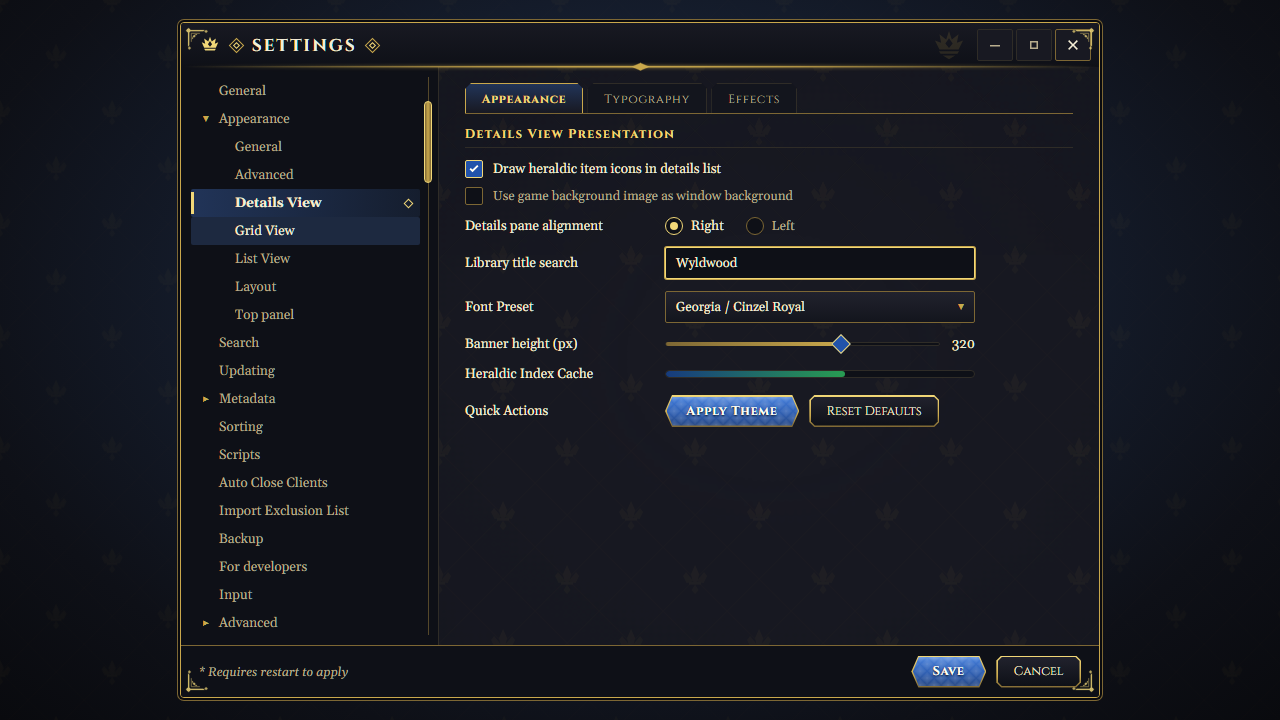 SETTINGS
General
Appearance
General
Advanced
Details View
Grid View
List View
Layout
Top panel
Search
Updating
Metadata
Sorting
Scripts
Auto Close Clients
Import Exclusion List
Backup
For developers
Input
Advanced
Appearance Typography Effects
Details View Presentation
Draw heraldic item icons in details list
Use game background image as window background
Details pane alignment Right Left
Library title search Wyldwood
Font Preset Georgia / Cinzel Royal
Banner height (px) 320
Heraldic Index Cache
Quick Actions Apply Theme Reset Defaults
* Requires restart to apply
Save Cancel